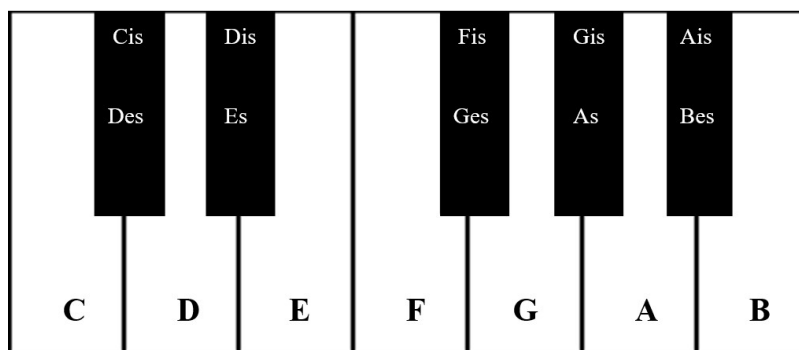 Cis Dis Fis Gis Ais
Des Es Ges As Bes
C D E F G A B